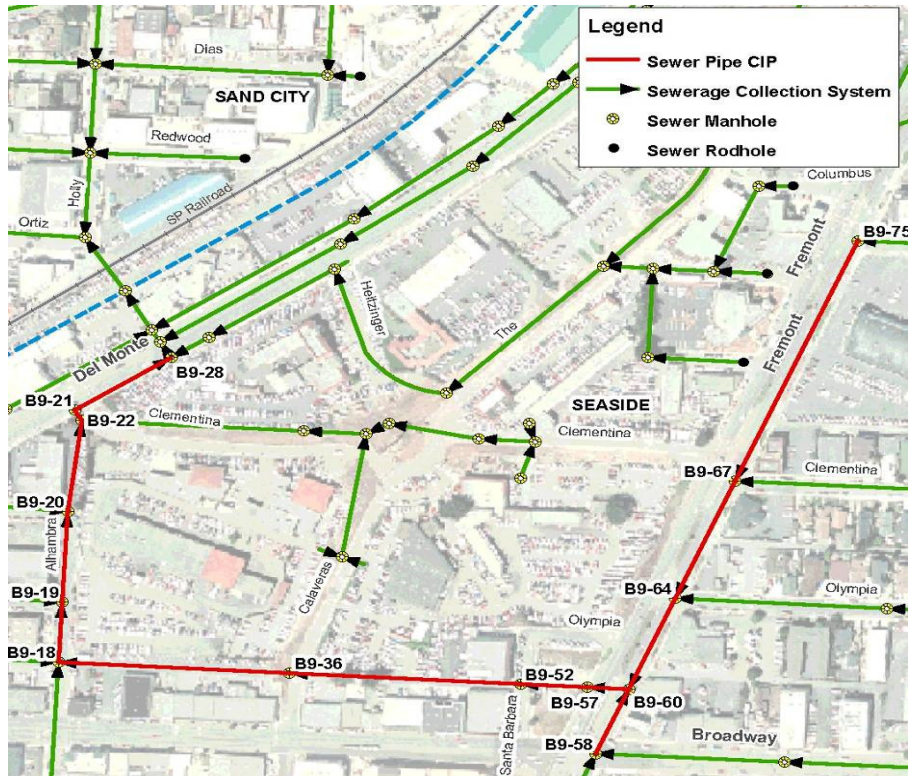 Legend
Sewer Pipe CIP
Sewerage Collection System
Sewer Manhole
Sewer Rodhole
Dias
SAND CITY
Redwood
Holly
SP Railroad
Ortiz
Columbus
B9-75
Fremont
Fremont
Heitzinger
The
Del Monte
B9-28
B9-21
B9-22
Clementina
SEASIDE
Clementina
B9-67
Clementina
B9-20
Alhambra
Calaveras
B9-19
B9-64
Olympia
Olympia
B9-18
B9-36
B9-52
B9-57
B9-60
Santa Barbara
B9-58
Broadway